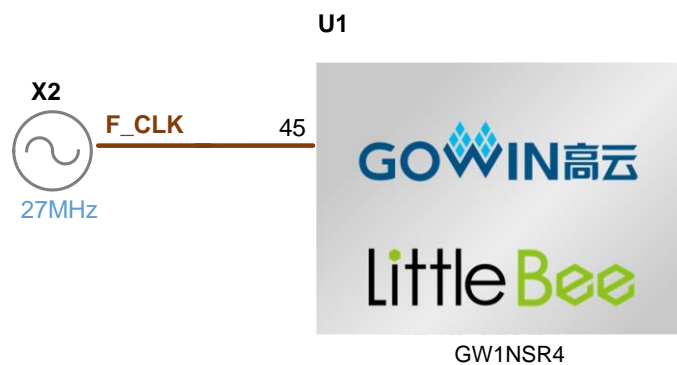 U1
X2
F_CLK
45
27MHz
GOWIN高云
LittleBee
GW1NSR4